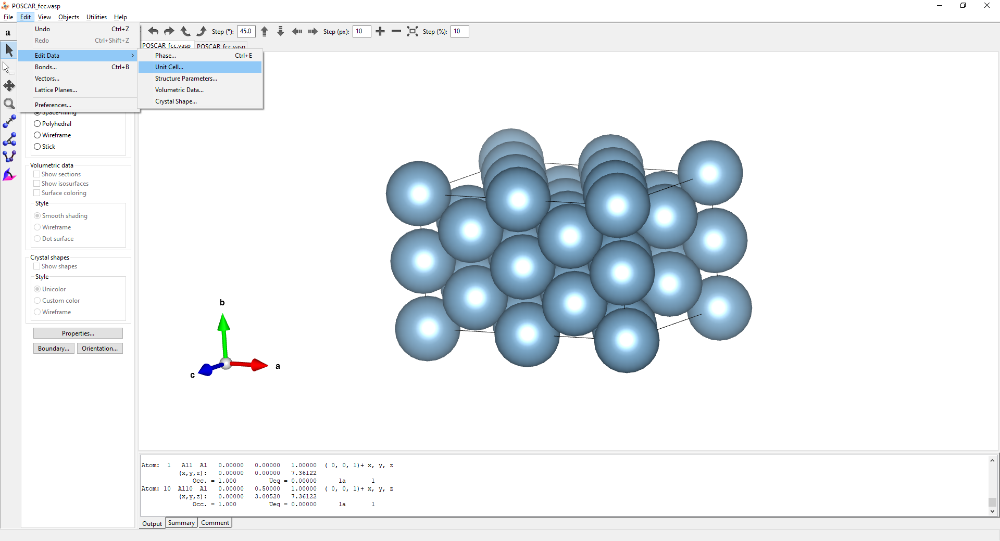 POSCAR_fcc.vasp
File Edit View Objects Utilities Help
a
Undo Ctrl+Z
Redo Ctrl+Shift+Z
Edit Data
Bonds... Ctrl+B
Vectors...
Lattice Planes...
Preferences...
Step (°): 45.0 Step (px): 10 Step (%): 10
POSCAR_fcc.vasp POSCAR_fcc.vasp
Phase... Ctrl+E
Unit Cell...
Structure Parameters...
Volumetric Data...
Crystal Shape...
Space-filling
Polyhedral
Wireframe
Stick
Volumetric data
Show sections
Show isosurfaces
Surface coloring
Style
Smooth shading
Wireframe
Dot surface
Crystal shapes
Show shapes
Style
Unicolor
Custom color
Wireframe
Properties...
Boundary... Orientation...
b
a
c
Atom: 1 Al1 Al 0.00000 0.00000 1.00000 ( 0, 0, 1)+ x, y, z
(x,y,z): 0.00000 0.00000 7.36122
Occ. = 1.000 Ueq = 0.00000 1a 1
Atom: 10 Al10 Al 0.00000 0.50000 1.00000 ( 0, 0, 1)+ x, y, z
(x,y,z): 0.00000 3.00520 7.36122
Occ. = 1.000 Ueq = 0.00000 1a 1
Output Summary Comment